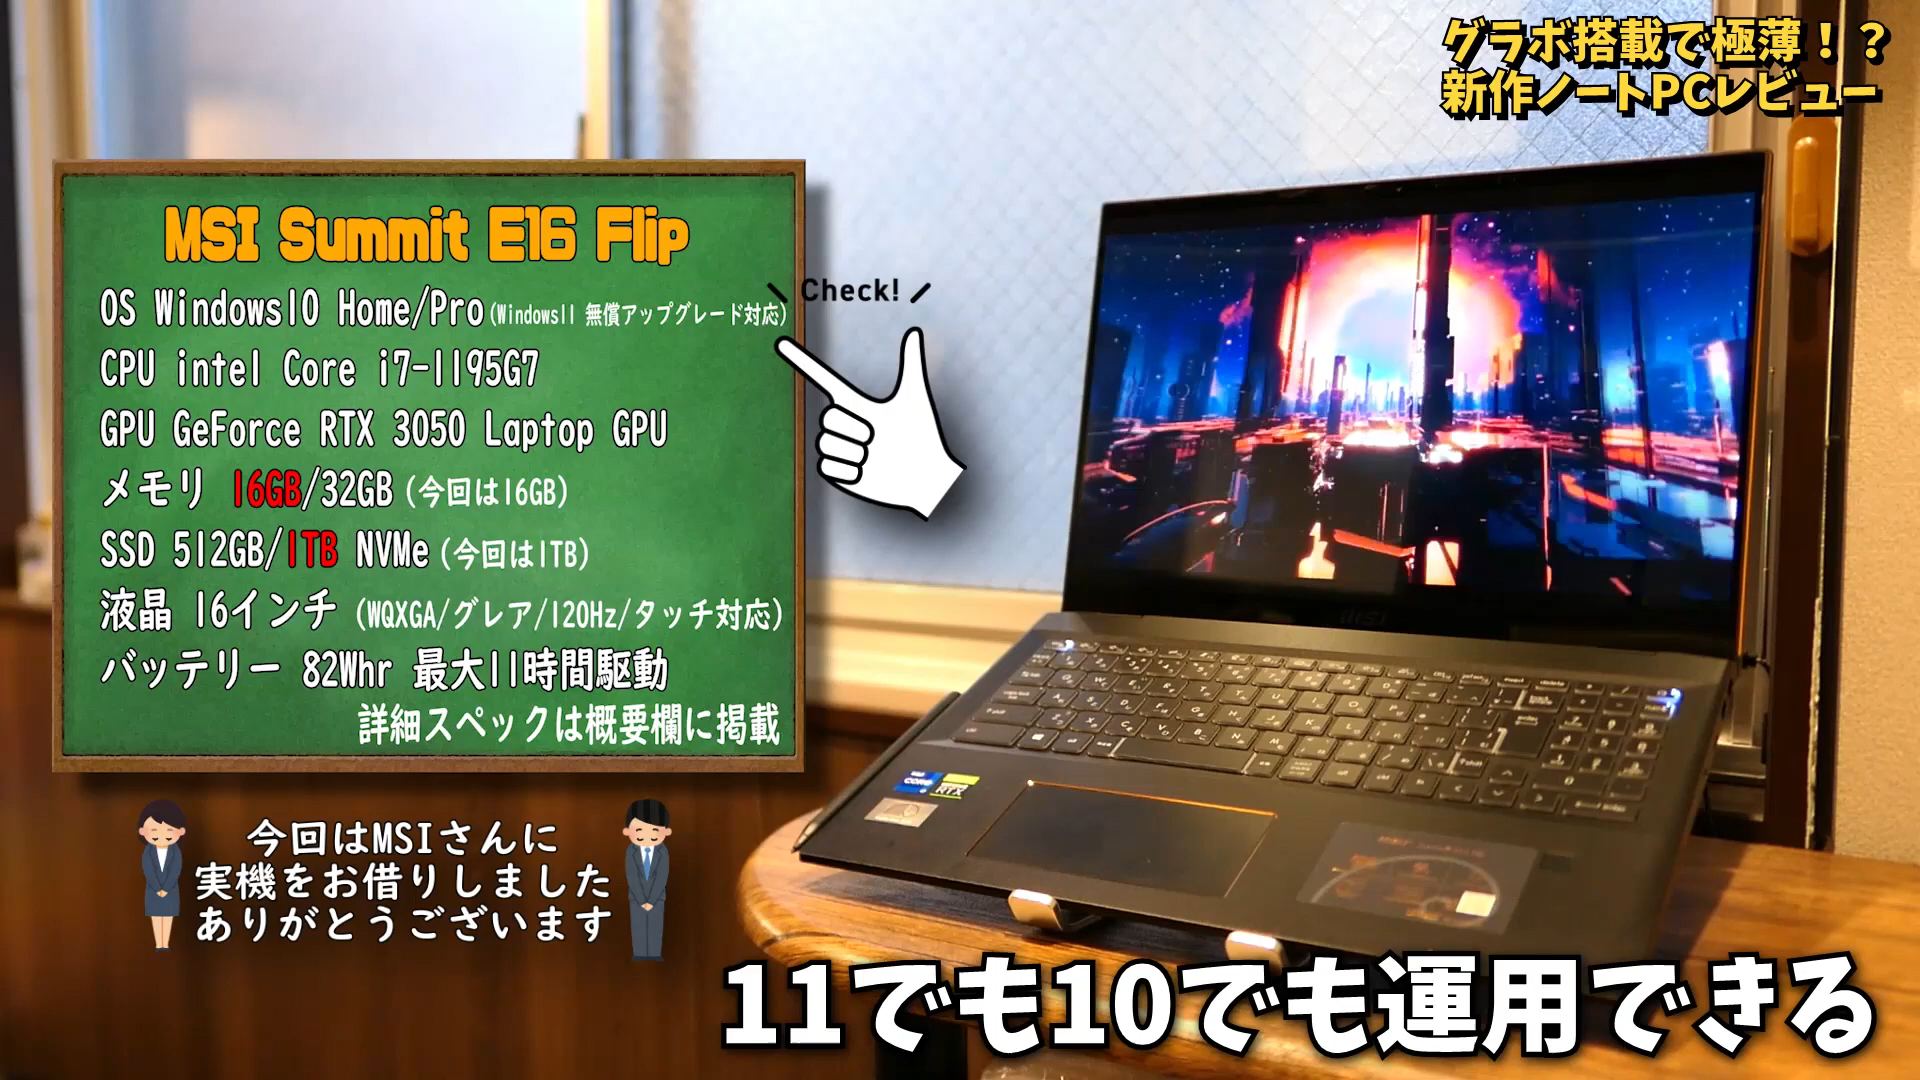 グラボ搭載で極薄！？
新作ノートPCレビュー
MSI Summit E16 Flip
OS Windows10 Home/Pro(Windows11 無償アップグレード対応)
CPU intel Core i7-1195G7
GPU GeForce RTX 3050 Laptop GPU
メモリ 16GB/32GB(今回は16GB)
SSD 512GB/1TB NVMe(今回は1TB)
液晶 16インチ(WQXGA/グレア/120Hz/タッチ対応)
バッテリー 82Whr 最大11時間駆動
詳細スペックは概要欄に掲載
Check!
今回はMSIさんに
実機をお借りしました
ありがとうございます
msi
CORE
RTX
11でも10でも運用できる